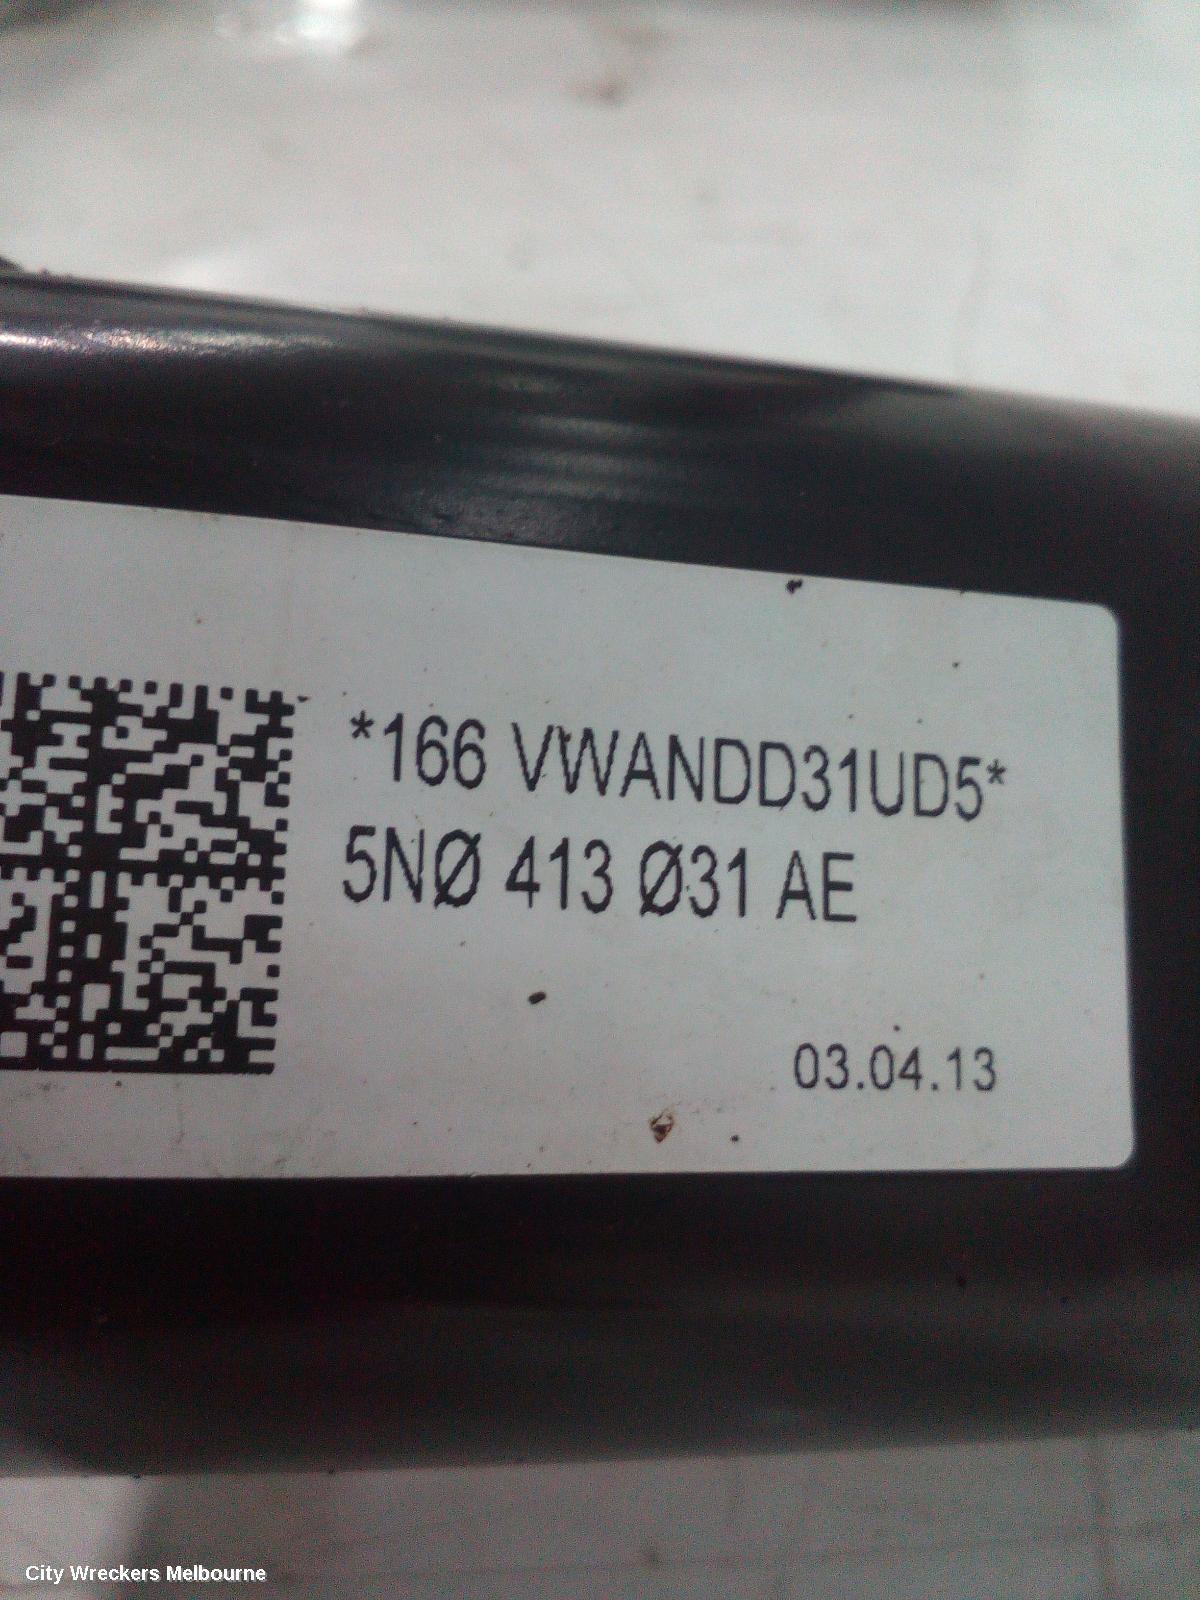 *166 VWANDD31UD5*
5NØ 413 Ø31 AE
03.04.13
City Wreckers Melbourne